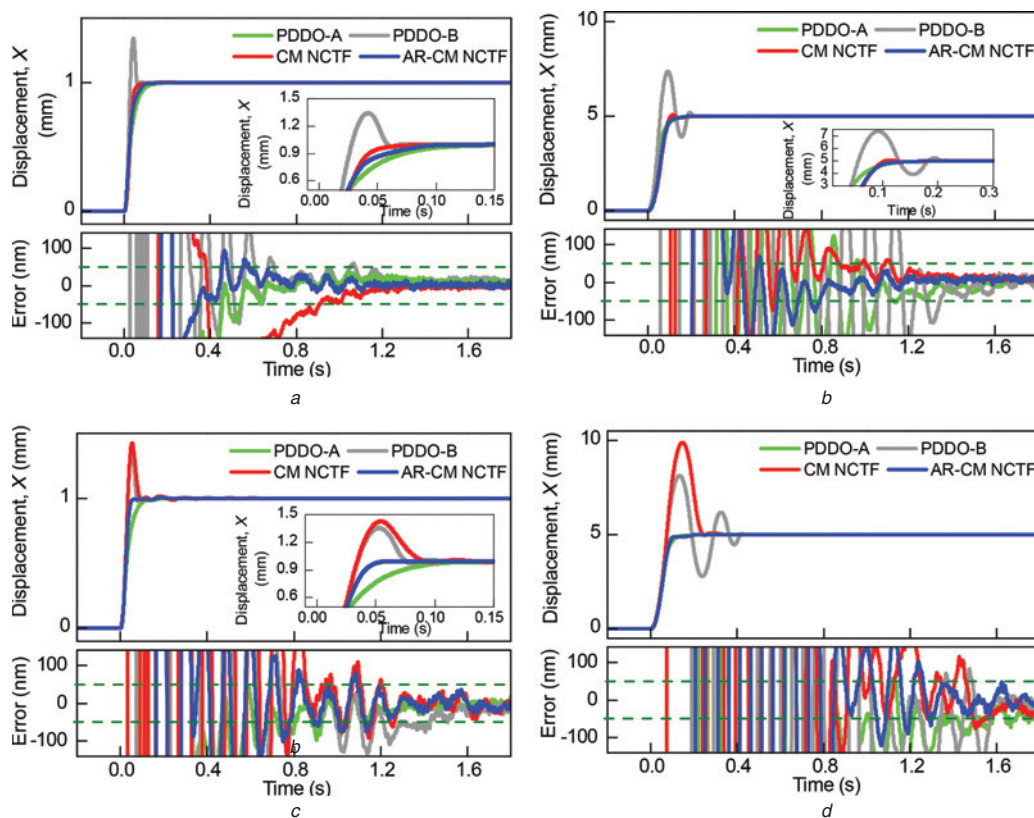 PDDO-A PDDO-B
CM NCTF AR-CM NCTF
Displacement, X
(mm)
1
0
Displacement, X
(mm)
1.5
1.2
0.9
0.6
0.00 0.05 0.10 0.15
Time (s)
Error (nm)
100
0
-100
0.0 0.4 0.8 1.2 1.6
Time (s)
a
PDDO-A PDDO-B
CM NCTF AR-CM NCTF
Displacement, X (mm)
10
5
0
Displacement, X
(mm)
7
6
5
4
3
0.1 0.2 0.3
Time (s)
Error (nm)
100
0
-100
0.0 0.4 0.8 1.2 1.6
Time (s)
b
PDDO-A PDDO-B
CM NCTF AR-CM NCTF
Displacement, X (mm)
1
0
Displacement, X
(mm)
1.5
1.2
0.9
0.6
0.00 0.05 0.10 0.15
Time (s)
Error (nm)
100
0
-100
b
0.0 0.4 0.8 1.2 1.6
Time (s)
c
PDDO-A PDDO-B
CM NCTF AR-CM NCTF
Displacement, X (mm)
10
5
0
Error (nm)
100
0
-100
0.0 0.4 0.8 1.2 1.6
Time (s)
d